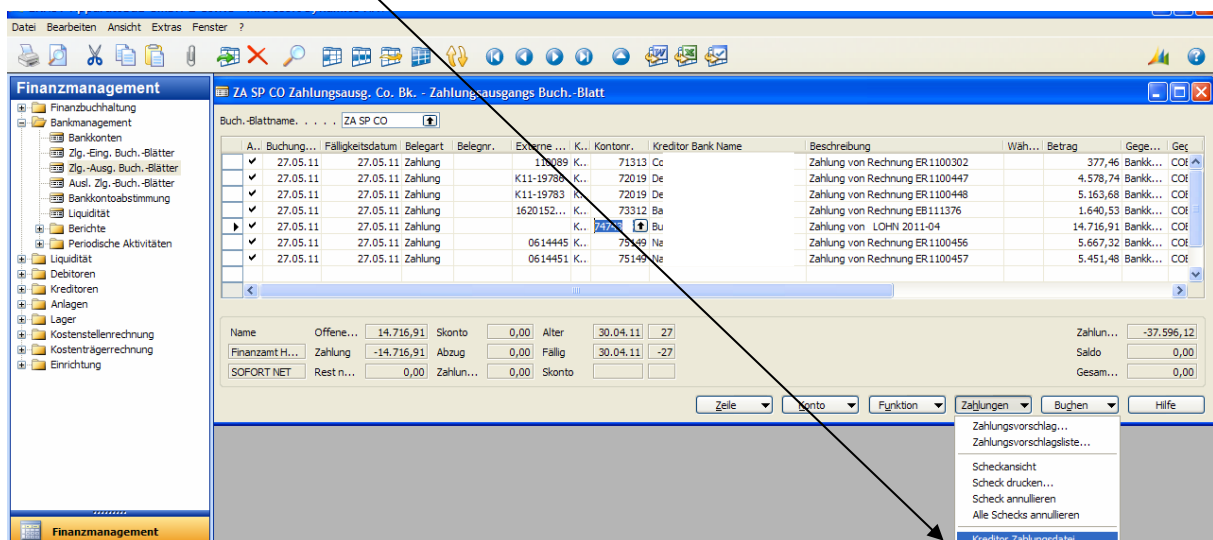 Datei Bearbeiten Ansicht Extras Fenster ?
Finanzmanagement
Finanzbuchhaltung
Bankmanagement
Bankkonten
Zlg.-Eing. Buch.-Blätter
Zlg.-Ausg. Buch.-Blätter
Ausl. Zlg.-Buch.-Blätter
Bankkontoabstimmung
Liquidität
Berichte
Periodische Aktivitäten
Liquidität
Debitoren
Kreditoren
Anlagen
Lager
Kostenstellenrechnung
Kostenträgerrechnung
Einrichtung
Finanzmanagement
ZA SP CO Zahlungsausg. Co. Bk. - Zahlungsausgangs Buch.-Blatt
Buch.-Blattname. . . . . ZA SP CO
A.. Buchung... Fälligkeitsdatum Belegart Belegnr. Externe ... K.. Kontonr. Kreditor Bank Name Beschreibung Wäh... Betrag Gege... Geg
27.05.11 27.05.11 Zahlung 110089 K.. 71313 Co Zahlung von Rechnung ER1100302 377,46 Bankk... COB
27.05.11 27.05.11 Zahlung K11-19786 K.. 72019 De Zahlung von Rechnung ER1100447 4.578,74 Bankk... COB
27.05.11 27.05.11 Zahlung K11-19783 K.. 72019 De Zahlung von Rechnung ER1100448 5.163,68 Bankk... COB
27.05.11 27.05.11 Zahlung 1620152... K.. 73312 Ba Zahlung von Rechnung EB111376 1.640,53 Bankk... COB
27.05.11 27.05.11 Zahlung K.. Bu Zahlung von LOHN 2011-04 14.716,91 Bankk... COB
27.05.11 27.05.11 Zahlung 0614445 K.. 75149 Na Zahlung von Rechnung ER1100456 5.667,32 Bankk... COB
27.05.11 27.05.11 Zahlung 0614451 K.. 75149 Na Zahlung von Rechnung ER1100457 5.451,48 Bankk... COB
Name Offene... 14.716,91 Skonto 0,00 Alter 30.04.11 27 Zahlun... -37.596,12
Finanzamt H... Zahlung -14.716,91 Abzug 0,00 Fällig 30.04.11 -27 Saldo 0,00
SOFORT NET Rest n... 0,00 Zahlun... 0,00 Skonto Gesam... 0,00
Zeile Konto Funktion Zahlungen Buchen Hilfe
Zahlungsvorschlag...
Zahlungsvorschlagsliste...
Scheckansicht
Scheck drucken...
Scheck annullieren
Alle Schecks annullieren
Kreditor Zahlungsdatei